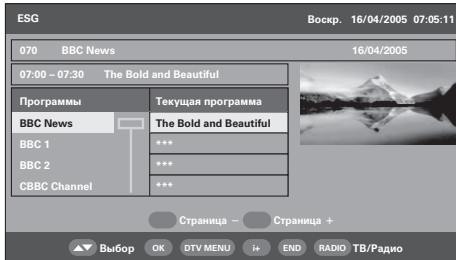 ESG Воскр. 16/04/2005 07:05:11
070 BBC News 16/04/2005
07:00 – 07:30 The Bold and Beautiful
Программы Текущая программа
BBC News The Bold and Beautiful
BBC 1 ***
BBC 2 ***
CBBC Channel ***
Страница – Страница +
Выбор OK DTV MENU i+ END RADIO ТВ/Радио